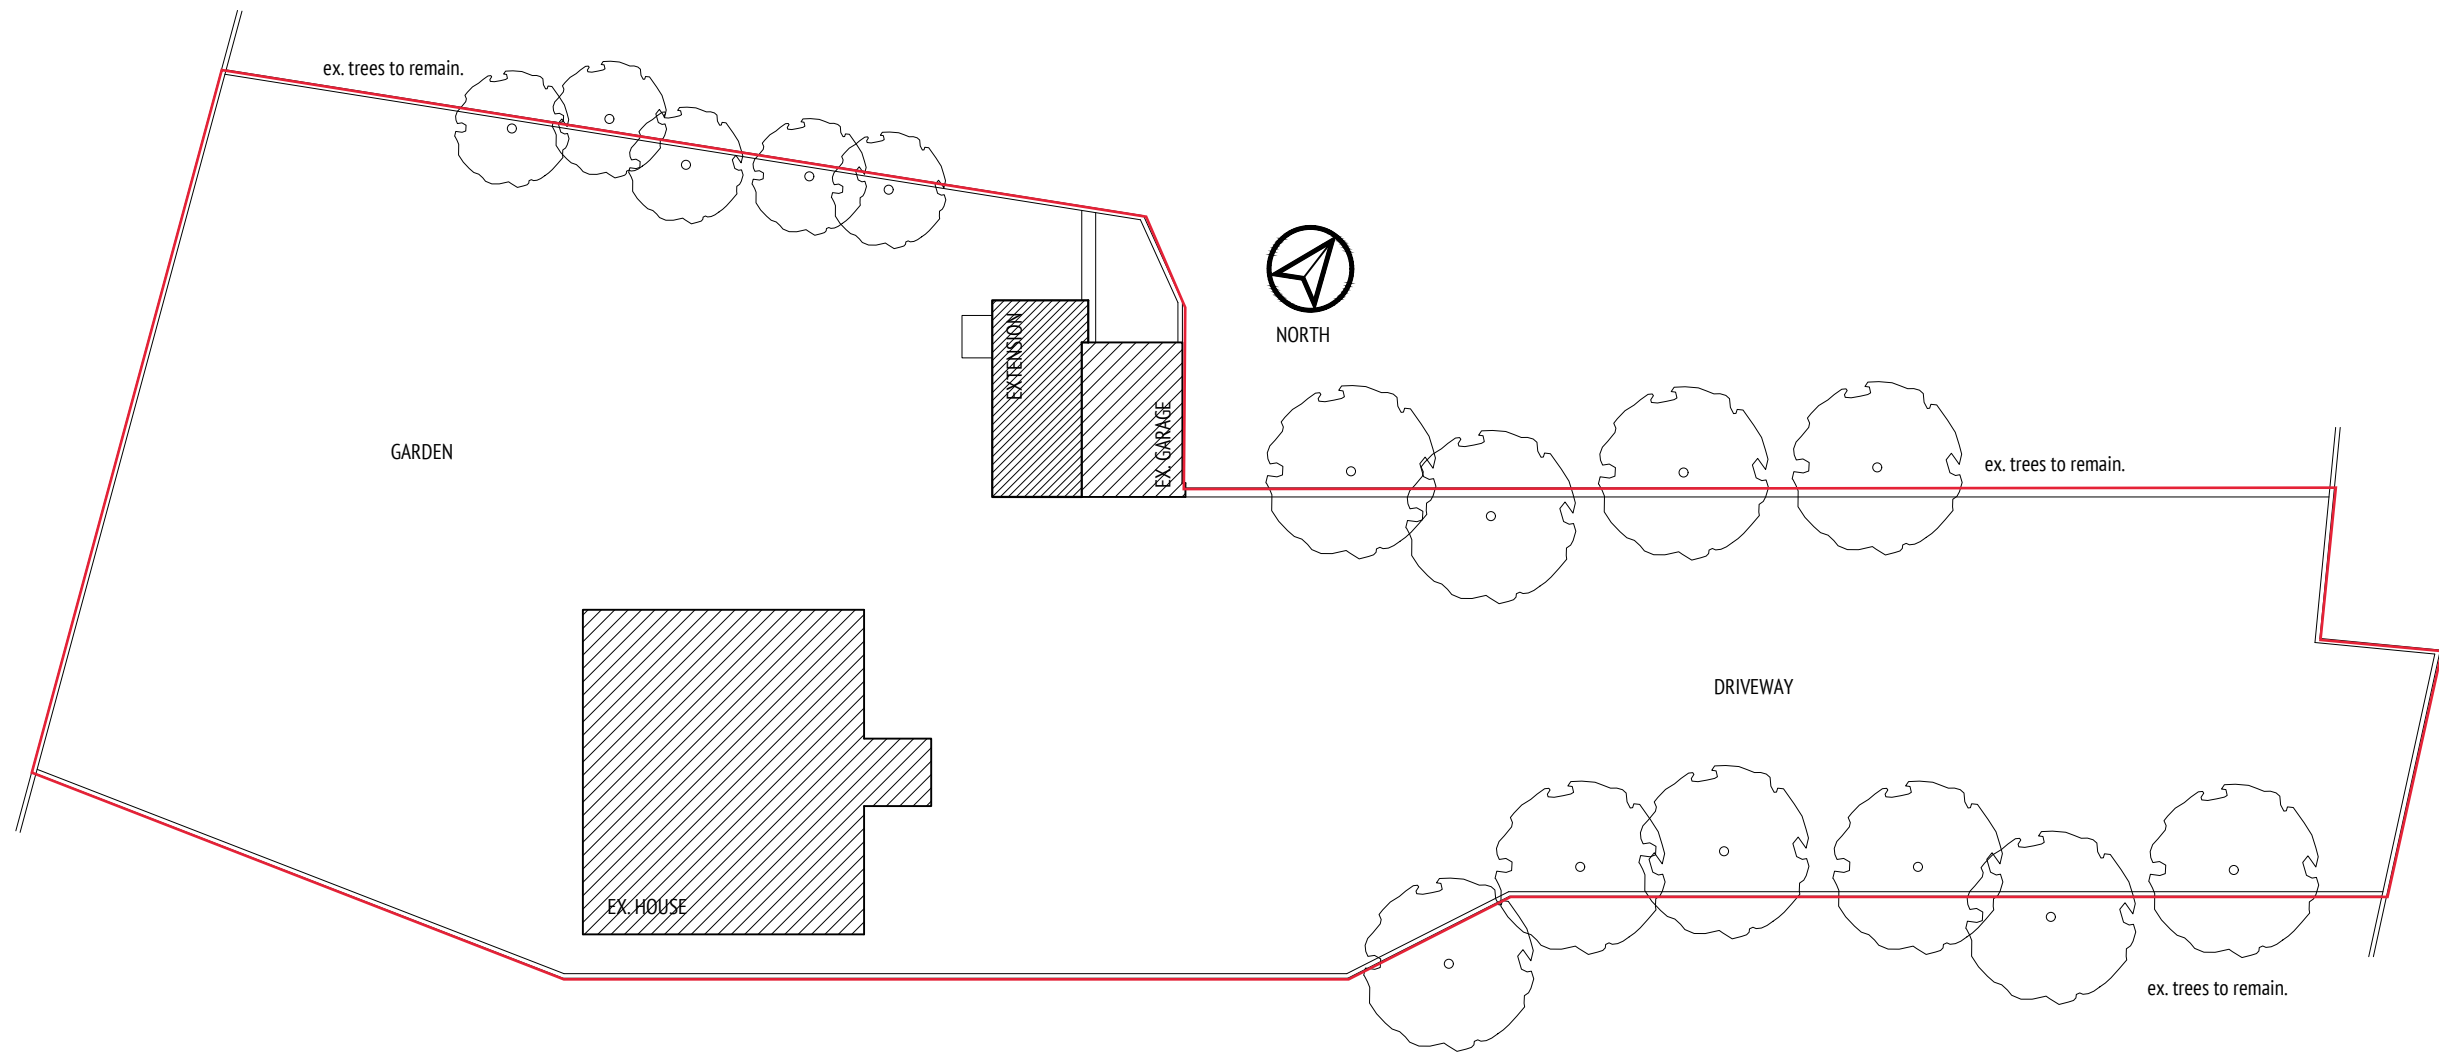 ex. trees to remain.
EXTENSION
NORTH
EX. GARAGE
GARDEN
ex. trees to remain.
DRIVEWAY
EX. HOUSE
ex. trees to remain.